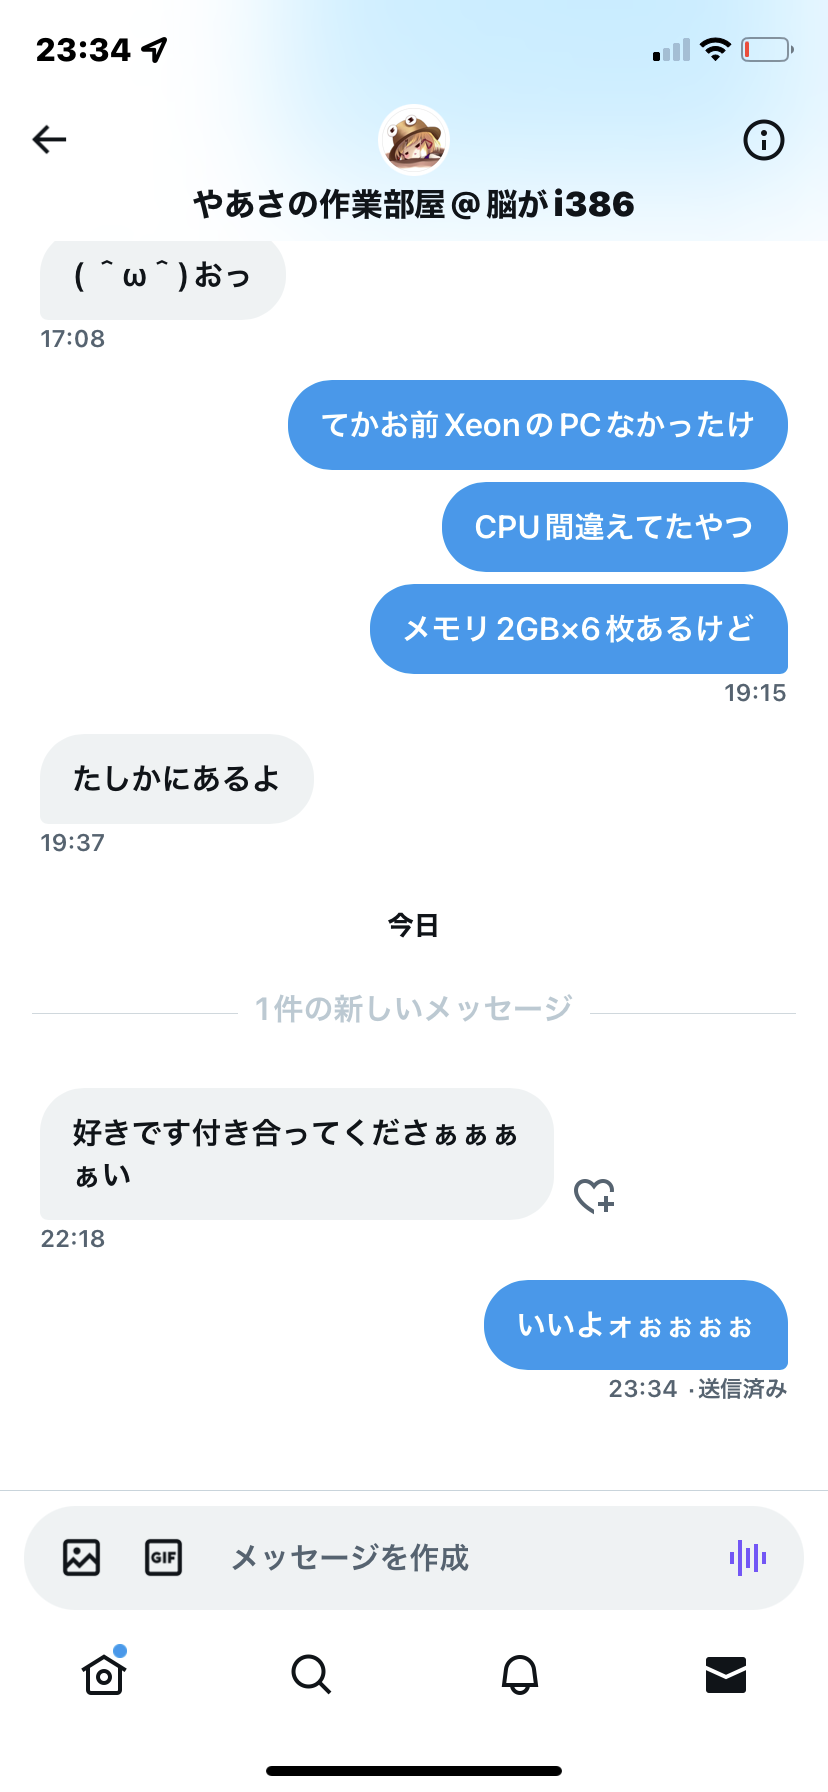 23:34
やあさの作業部屋@脳がi386
( ＾ω＾)おっ
17:08
てかお前XeonのPCなかったけ
CPU間違えてたやつ
メモリ2GB×6枚あるけど
19:15
たしかにあるよ
19:37
今日
1件の新しいメッセージ
好きです付き合ってくださぁぁぁ
ぁい
22:18
いいよォぉぉぉぉ
23:34 · 送信済み
GIF
メッセージを作成